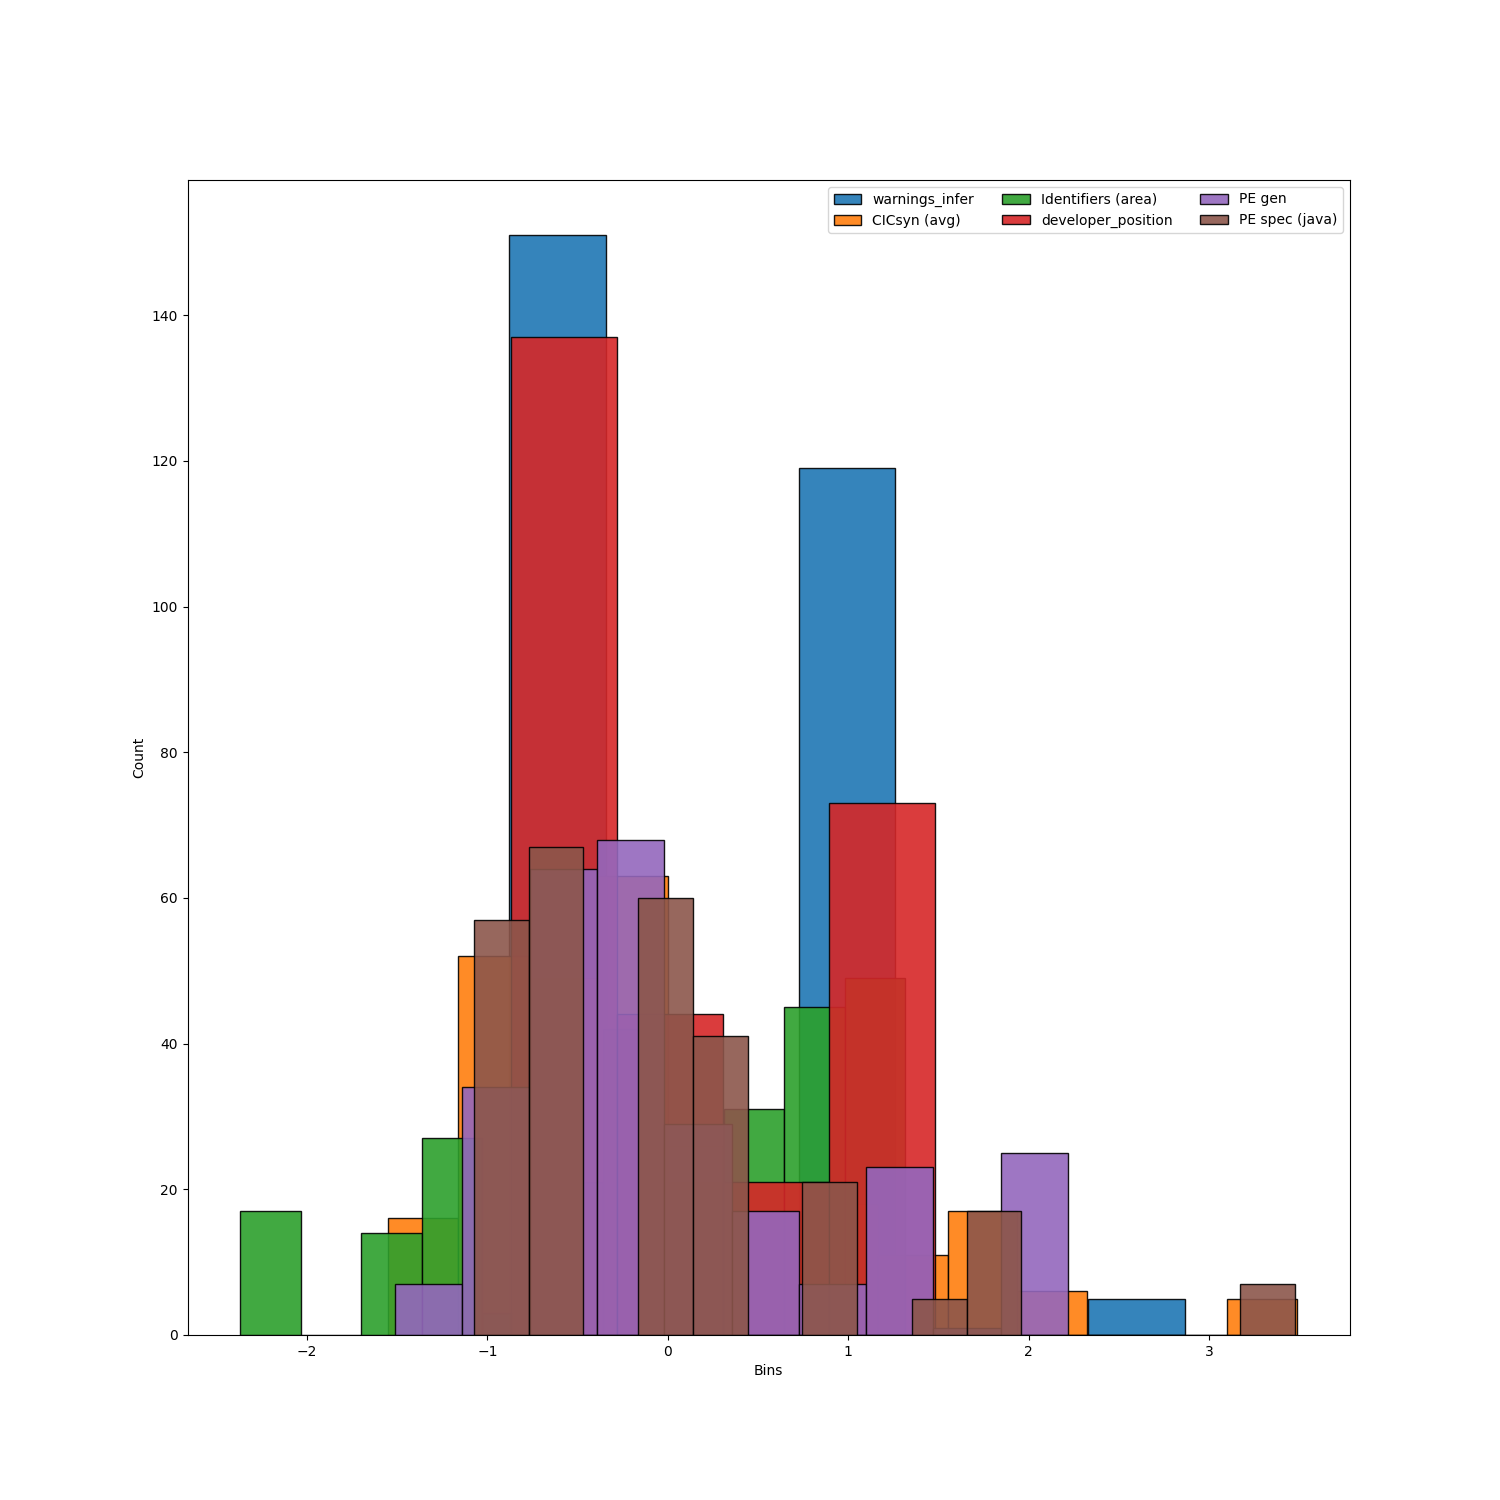 warnings_infer
CICsyn (avg)
Identifiers (area)
developer_position
PE gen
PE spec (java)
Count
140
120
100
80
60
40
20
0
−2 −1 0 1 2 3
Bins